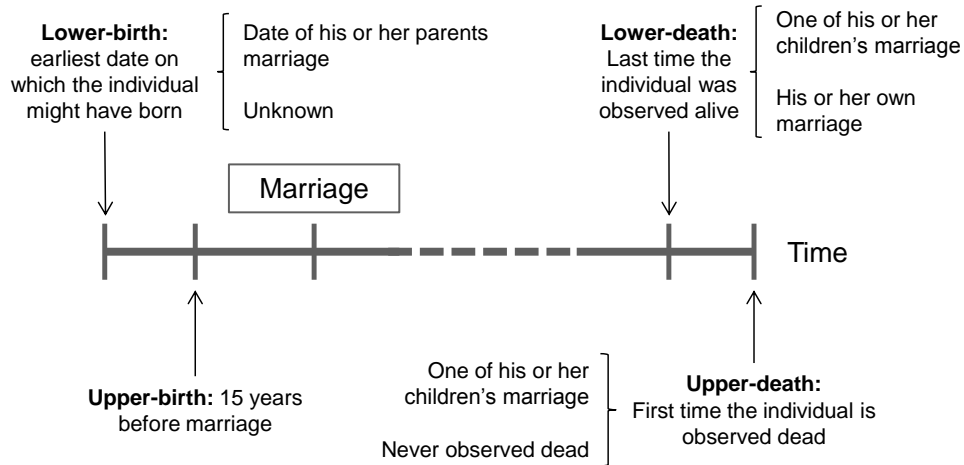 Lower-birth:
earliest date on
which the individual
might have born
Date of his or her parents
marriage
Unknown
Lower-death:
Last time the
individual was
observed alive
One of his or her
children's marriage
His or her own
marriage
Marriage
Time
Upper-birth: 15 years
before marriage
One of his or her
children's marriage
Never observed dead
Upper-death:
First time the individual is
observed dead